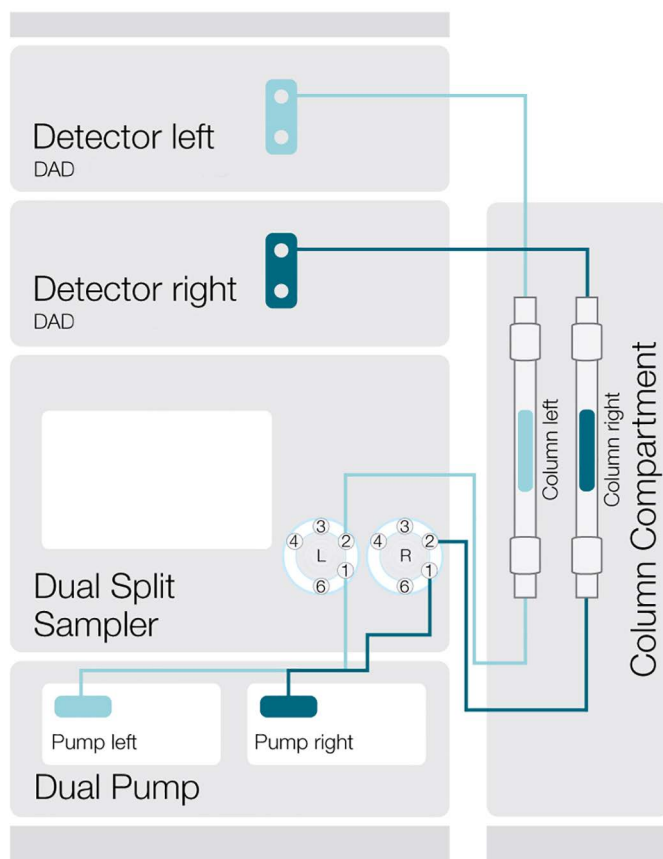 Detector left
DAD
Detector right
DAD
Column left
Column right
Column Compartment
3
4
2
L
1
6
3
4
2
R
1
6
Dual Split
Sampler
Pump left
Pump right
Dual Pump